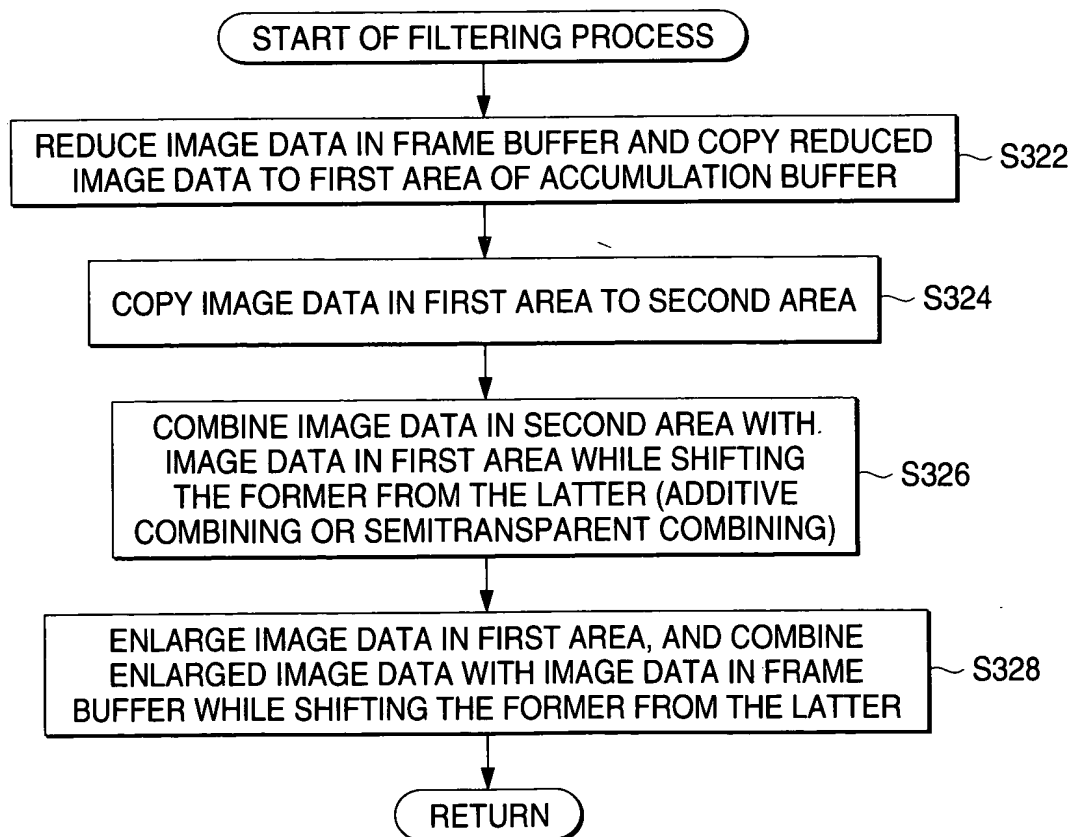 START OF FILTERING PROCESS
REDUCE IMAGE DATA IN FRAME BUFFER AND COPY REDUCED
IMAGE DATA TO FIRST AREA OF ACCUMULATION BUFFER
S322
COPY IMAGE DATA IN FIRST AREA TO SECOND AREA
S324
COMBINE IMAGE DATA IN SECOND AREA WITH
IMAGE DATA IN FIRST AREA WHILE SHIFTING
THE FORMER FROM THE LATTER (ADDITIVE
COMBINING OR SEMITRANSPARENT COMBINING)
S326
ENLARGE IMAGE DATA IN FIRST AREA, AND COMBINE
ENLARGED IMAGE DATA WITH IMAGE DATA IN FRAME
BUFFER WHILE SHIFTING THE FORMER FROM THE LATTER
S328
RETURN